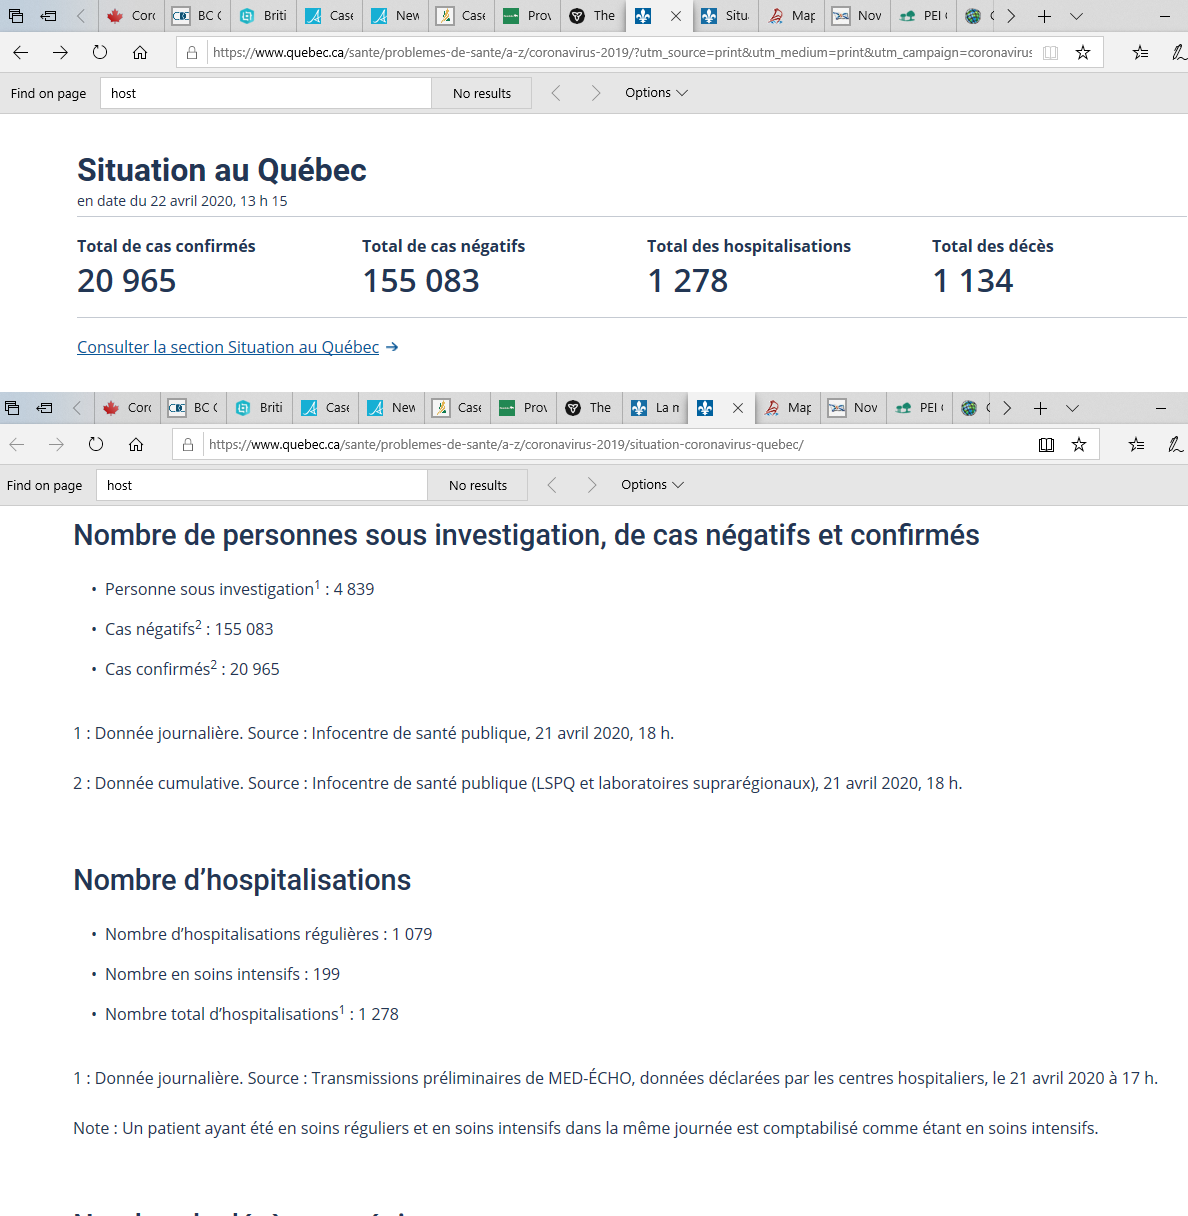 Coro
BC C
Briti
Case
New
Case
Prov
The
Situ
Map
Nov
PEI
https://www.quebec.ca/sante/problemes-de-sante/a-z/coronavirus-2019/?utm_source=print&utm_medium=print&utm_campaign=coronavirus
Find on page
host
No results
Options
Situation au Québec
en date du 22 avril 2020, 13 h 15
Total de cas confirmés
Total de cas négatifs
Total des hospitalisations
Total des décès
20 965
155 083
1 278
1 134
Consulter la section Situation au Québec →
Coro
BC C
Briti
Case
New
Case
Prov
The
La m
Map
Nov
PEI
https://www.quebec.ca/sante/problemes-de-sante/a-z/coronavirus-2019/situation-coronavirus-quebec/
Find on page
host
No results
Options
Nombre de personnes sous investigation, de cas négatifs et confirmés
• Personne sous investigation1 : 4 839
• Cas négatifs2 : 155 083
• Cas confirmés2 : 20 965
1 : Donnée journalière. Source : Infocentre de santé publique, 21 avril 2020, 18 h.
2 : Donnée cumulative. Source : Infocentre de santé publique (LSPQ et laboratoires suprarégionaux), 21 avril 2020, 18 h.
Nombre d’hospitalisations
• Nombre d’hospitalisations régulières : 1 079
• Nombre en soins intensifs : 199
• Nombre total d’hospitalisations1 : 1 278
1 : Donnée journalière. Source : Transmissions préliminaires de MED-ÉCHO, données déclarées par les centres hospitaliers, le 21 avril 2020 à 17 h.
Note : Un patient ayant été en soins réguliers et en soins intensifs dans la même journée est comptabilisé comme étant en soins intensifs.